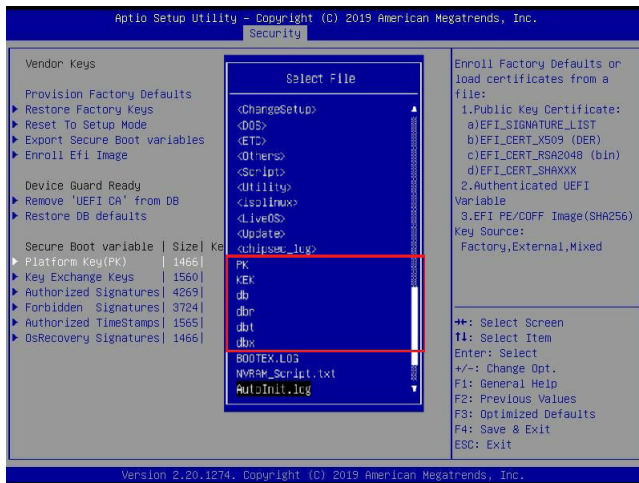 Aptio Setup Utility – Copyright (C) 2019 American Megatrends, Inc.
Security
Vendor Keys
Provision Factory Defaults
Restore Factory Keys
Reset To Setup Mode
Export Secure Boot variables
Enroll Efi Image
Device Guard Ready
Remove 'UEFI CA' from DB
Restore DB defaults
Secure Boot variable | Size| Ke
Platform Key(PK) | 1466|
Key Exchange Keys | 1560|
Authorized Signatures| 4269|
Forbidden Signatures| 3724|
Authorized TimeStamps| 1565|
OsRecovery Signatures| 1466|
Select File
<ChangeSetup>
<DOS>
<ETC>
<Others>
<Script>
<Utility>
<isolinux>
<LiveOS>
<Update>
<chipsec_log>
PK
KEK
db
dbr
dbt
dbx
BOOTEX.LOG
NVRAM_Script.txt
AutoInit.log
Enroll Factory Defaults or
load certificates from a
file:
1.Public Key Certificate:
a)EFI_SIGNATURE_LIST
b)EFI_CERT_X509 (DER)
c)EFI_CERT_RSA2048 (bin)
d)EFI_CERT_SHAXXX
2.Authenticated UEFI
Variable
3.EFI PE/COFF Image(SHA256)
Key Source:
Factory,External,Mixed
→←: Select Screen
↑↓: Select Item
Enter: Select
+/-: Change Opt.
F1: General Help
F2: Previous Values
F3: Optimized Defaults
F4: Save & Exit
ESC: Exit
Version 2.20.1274. Copyright (C) 2019 American Megatrends, Inc.